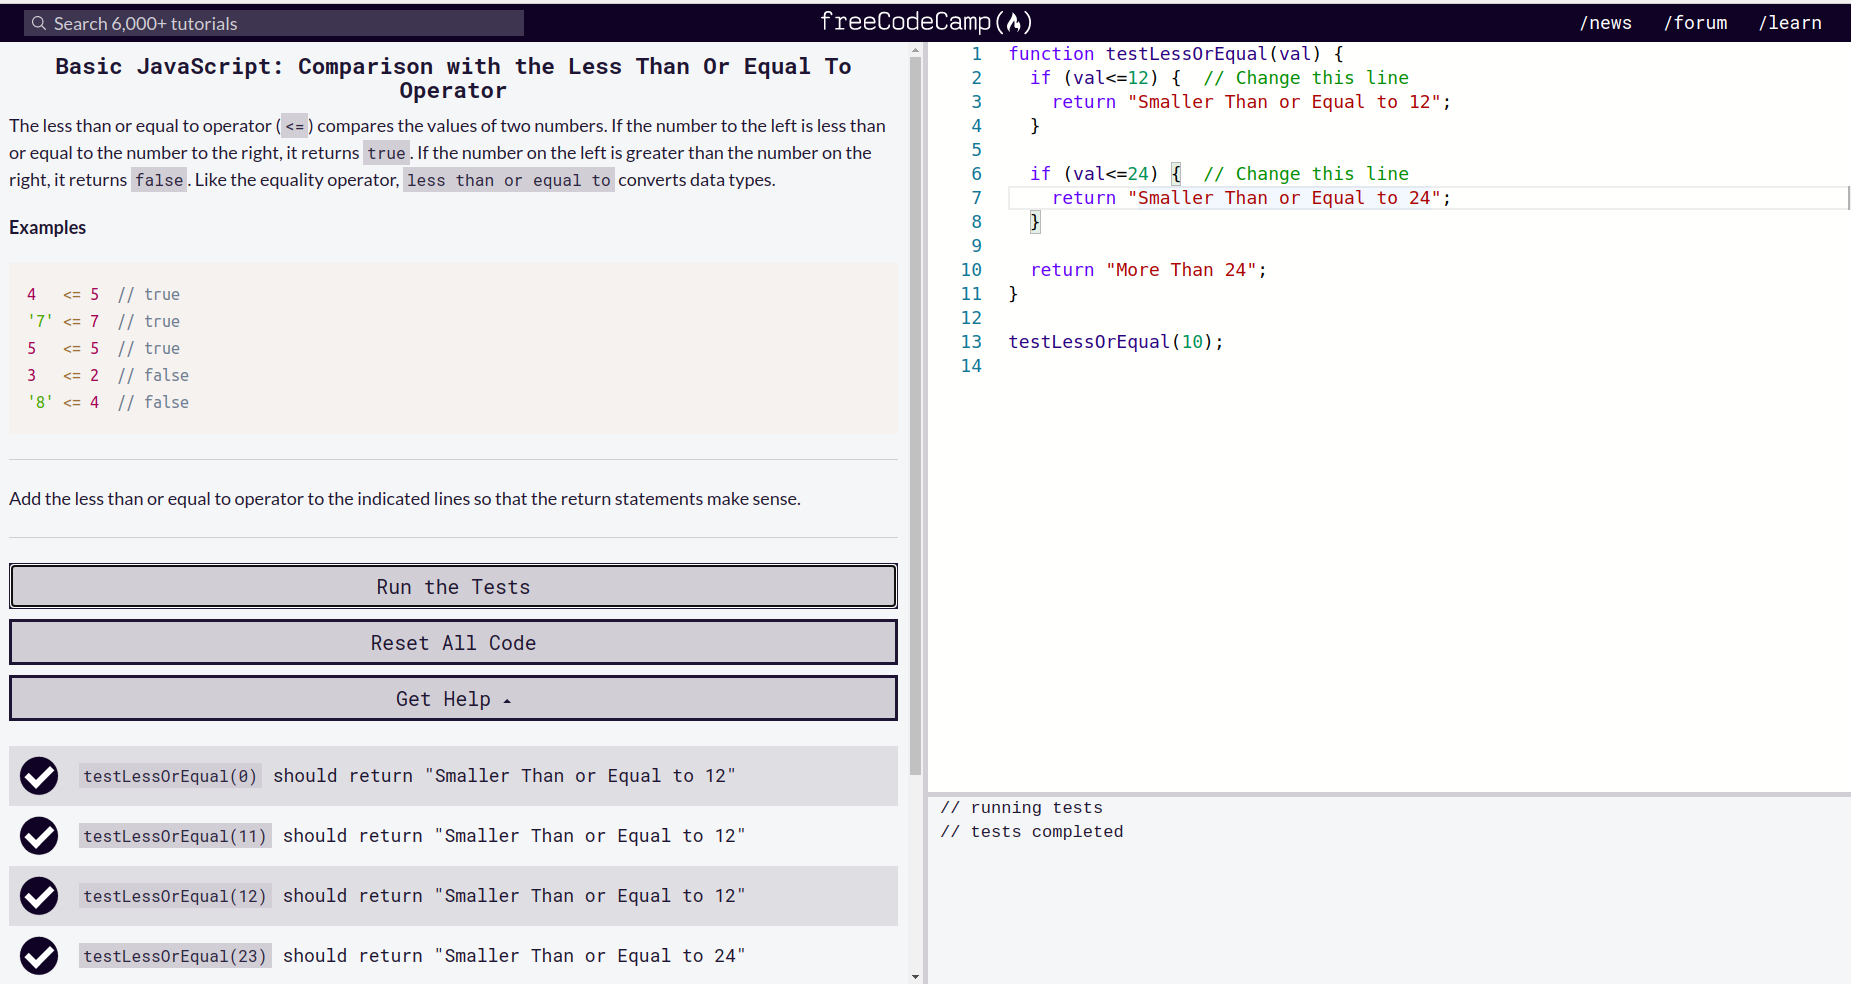 Search 6,000+ tutorials
freeCodeCamp
/news /forum /learn
Basic JavaScript: Comparison with the Less Than Or Equal To
Operator
The less than or equal to operator ( <= ) compares the values of two numbers. If the number to the left is less than
or equal to the number to the right, it returns true . If the number on the left is greater than the number on the
right, it returns false . Like the equality operator, less than or equal to converts data types.
Examples
4   <= 5  // true
'7' <= 7  // true
5   <= 5  // true
3   <= 2  // false
'8' <= 4  // false
Add the less than or equal to operator to the indicated lines so that the return statements make sense.
Run the Tests
Reset All Code
Get Help
testLessOrEqual(0) should return "Smaller Than or Equal to 12"
testLessOrEqual(11) should return "Smaller Than or Equal to 12"
testLessOrEqual(12) should return "Smaller Than or Equal to 12"
testLessOrEqual(23) should return "Smaller Than or Equal to 24"
1 function testLessOrEqual(val) {
2   if (val<=12) {  // Change this line
3     return "Smaller Than or Equal to 12";
4   }
5
6   if (val<=24) {  // Change this line
7     return "Smaller Than or Equal to 24";
8   }
9
10   return "More Than 24";
11 }
12
13 testLessOrEqual(10);
14
// running tests
// tests completed